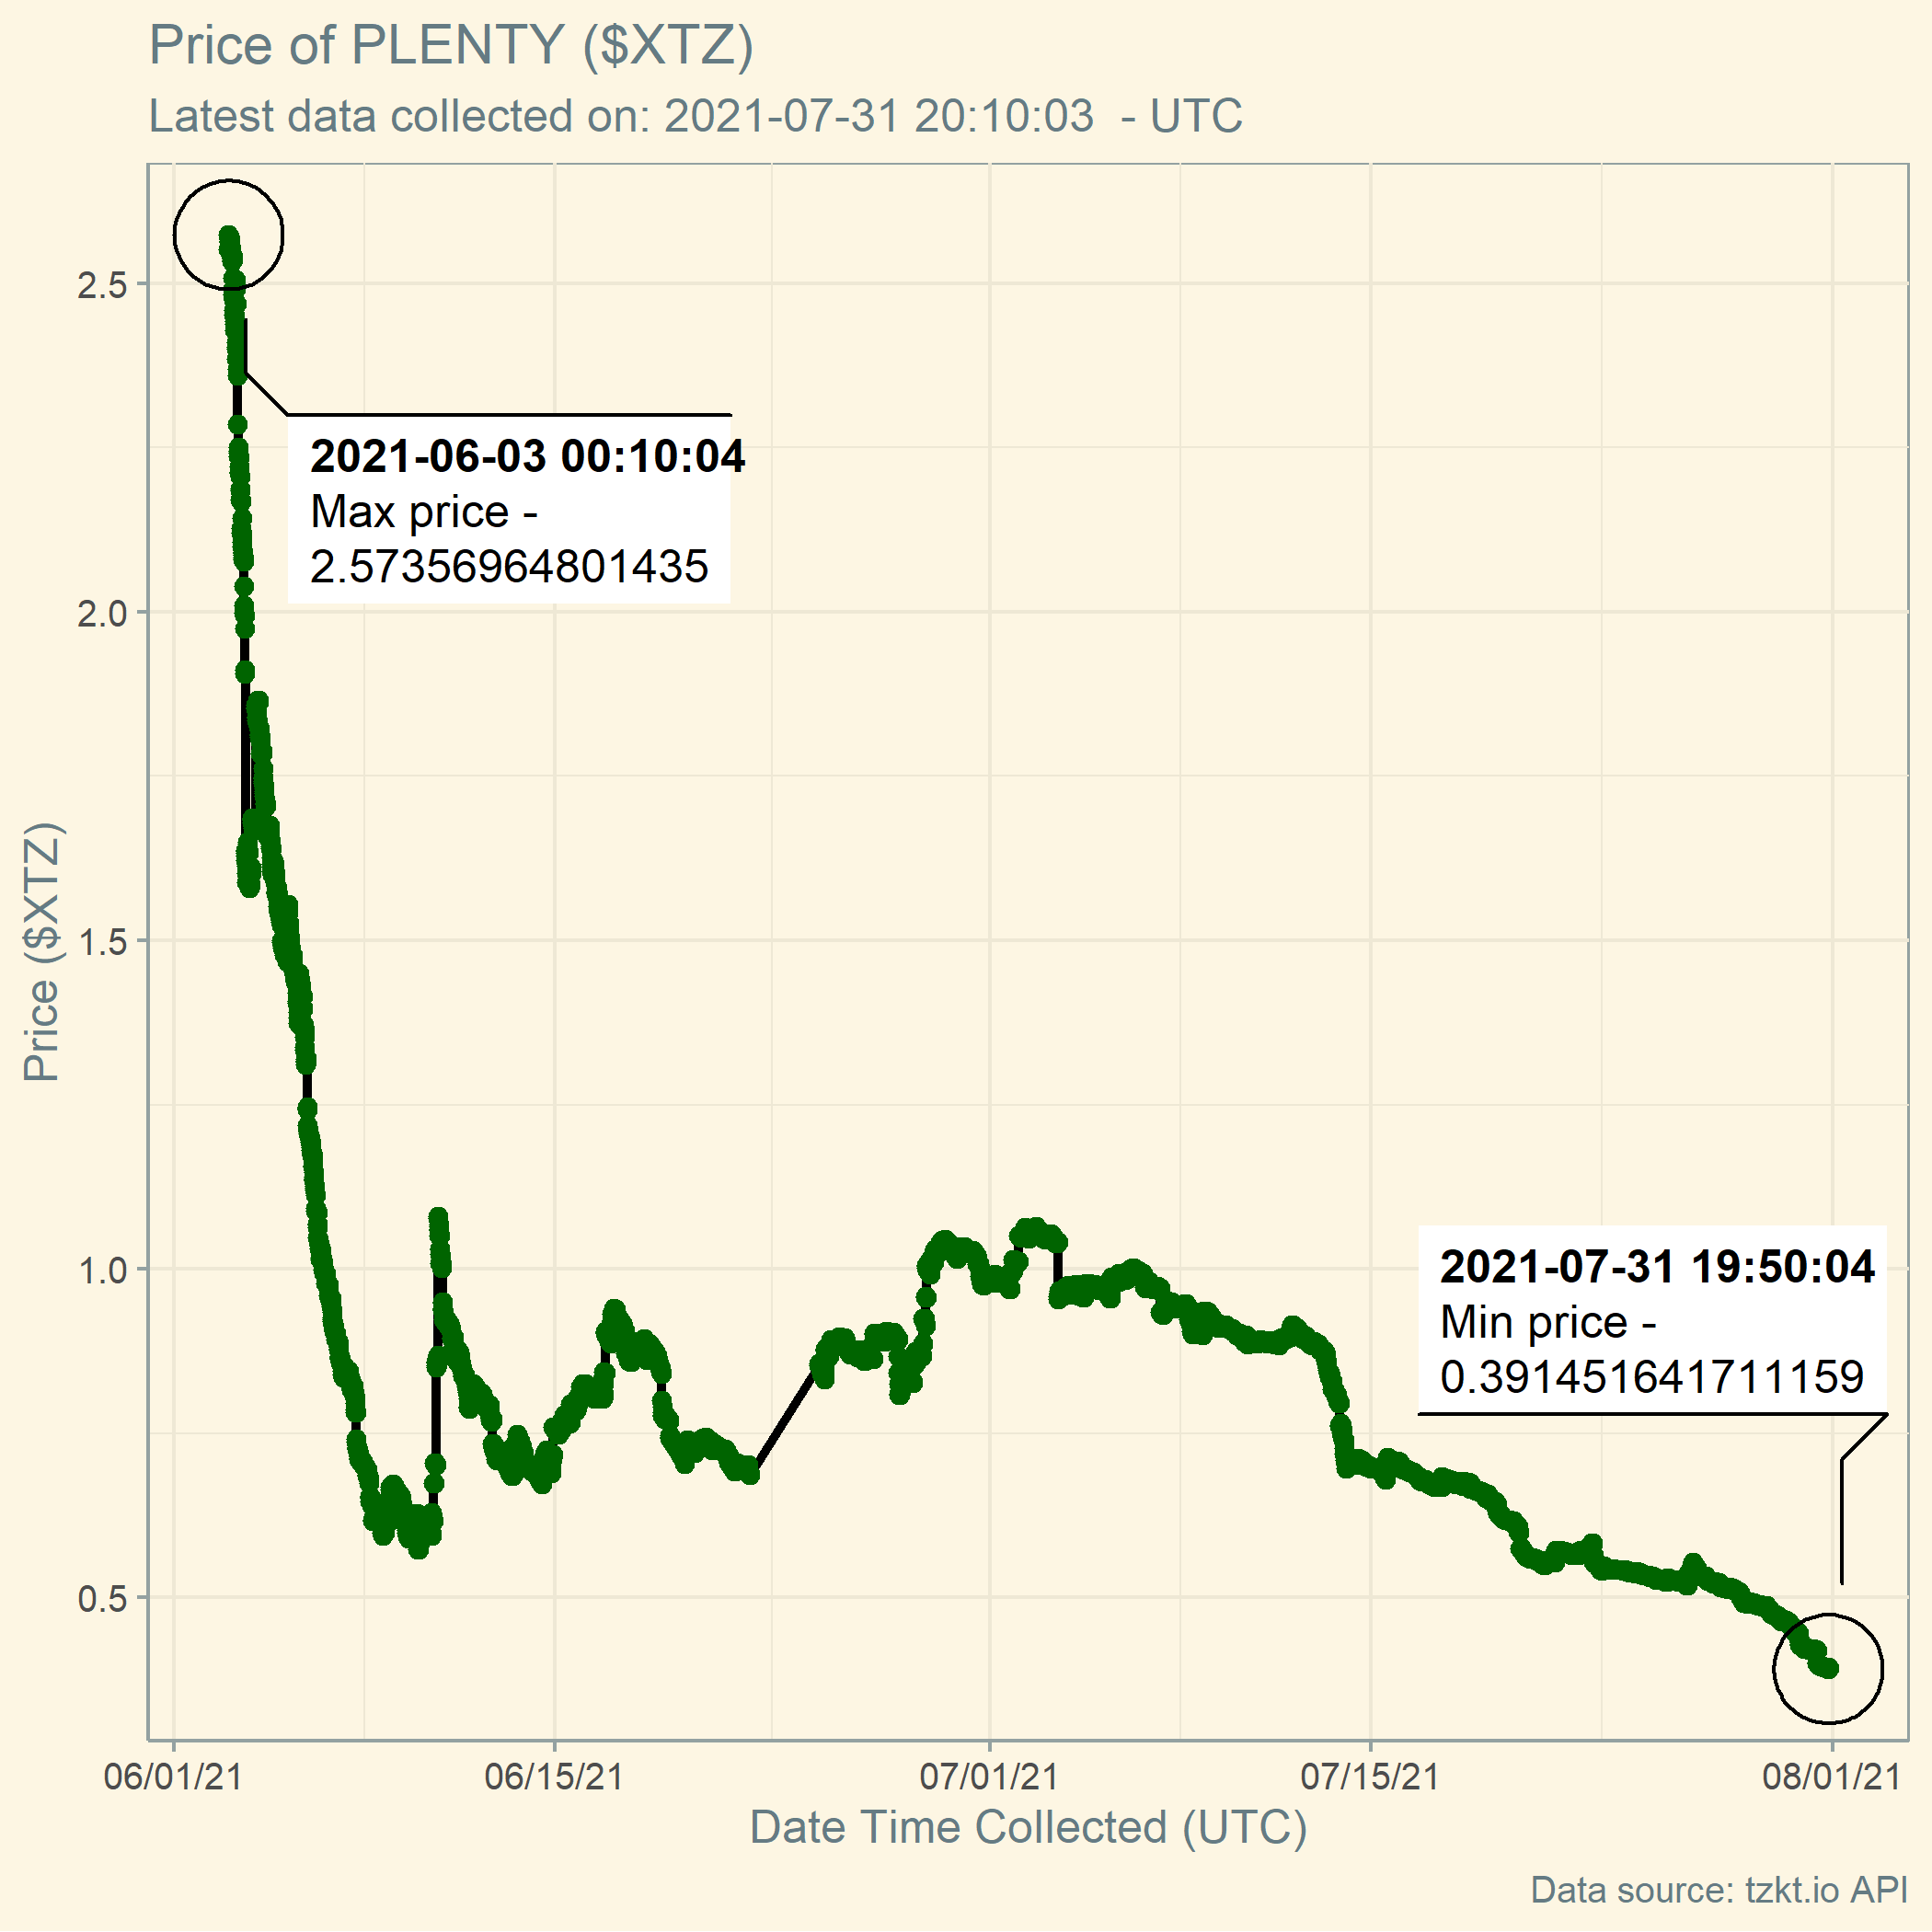 Price of PLENTY ($XTZ)
Latest data collected on: 2021-07-31 20:10:03  - UTC
2.5
2021-06-03 00:10:04
Max price -
2.57356964801435
2.0
Price ($XTZ)
1.5
1.0
2021-07-31 19:50:04
Min price -
0.391451641711159
0.5
06/01/21 06/15/21 07/01/21 07/15/21 08/01/21
Date Time Collected (UTC)
Data source: tzkt.io API